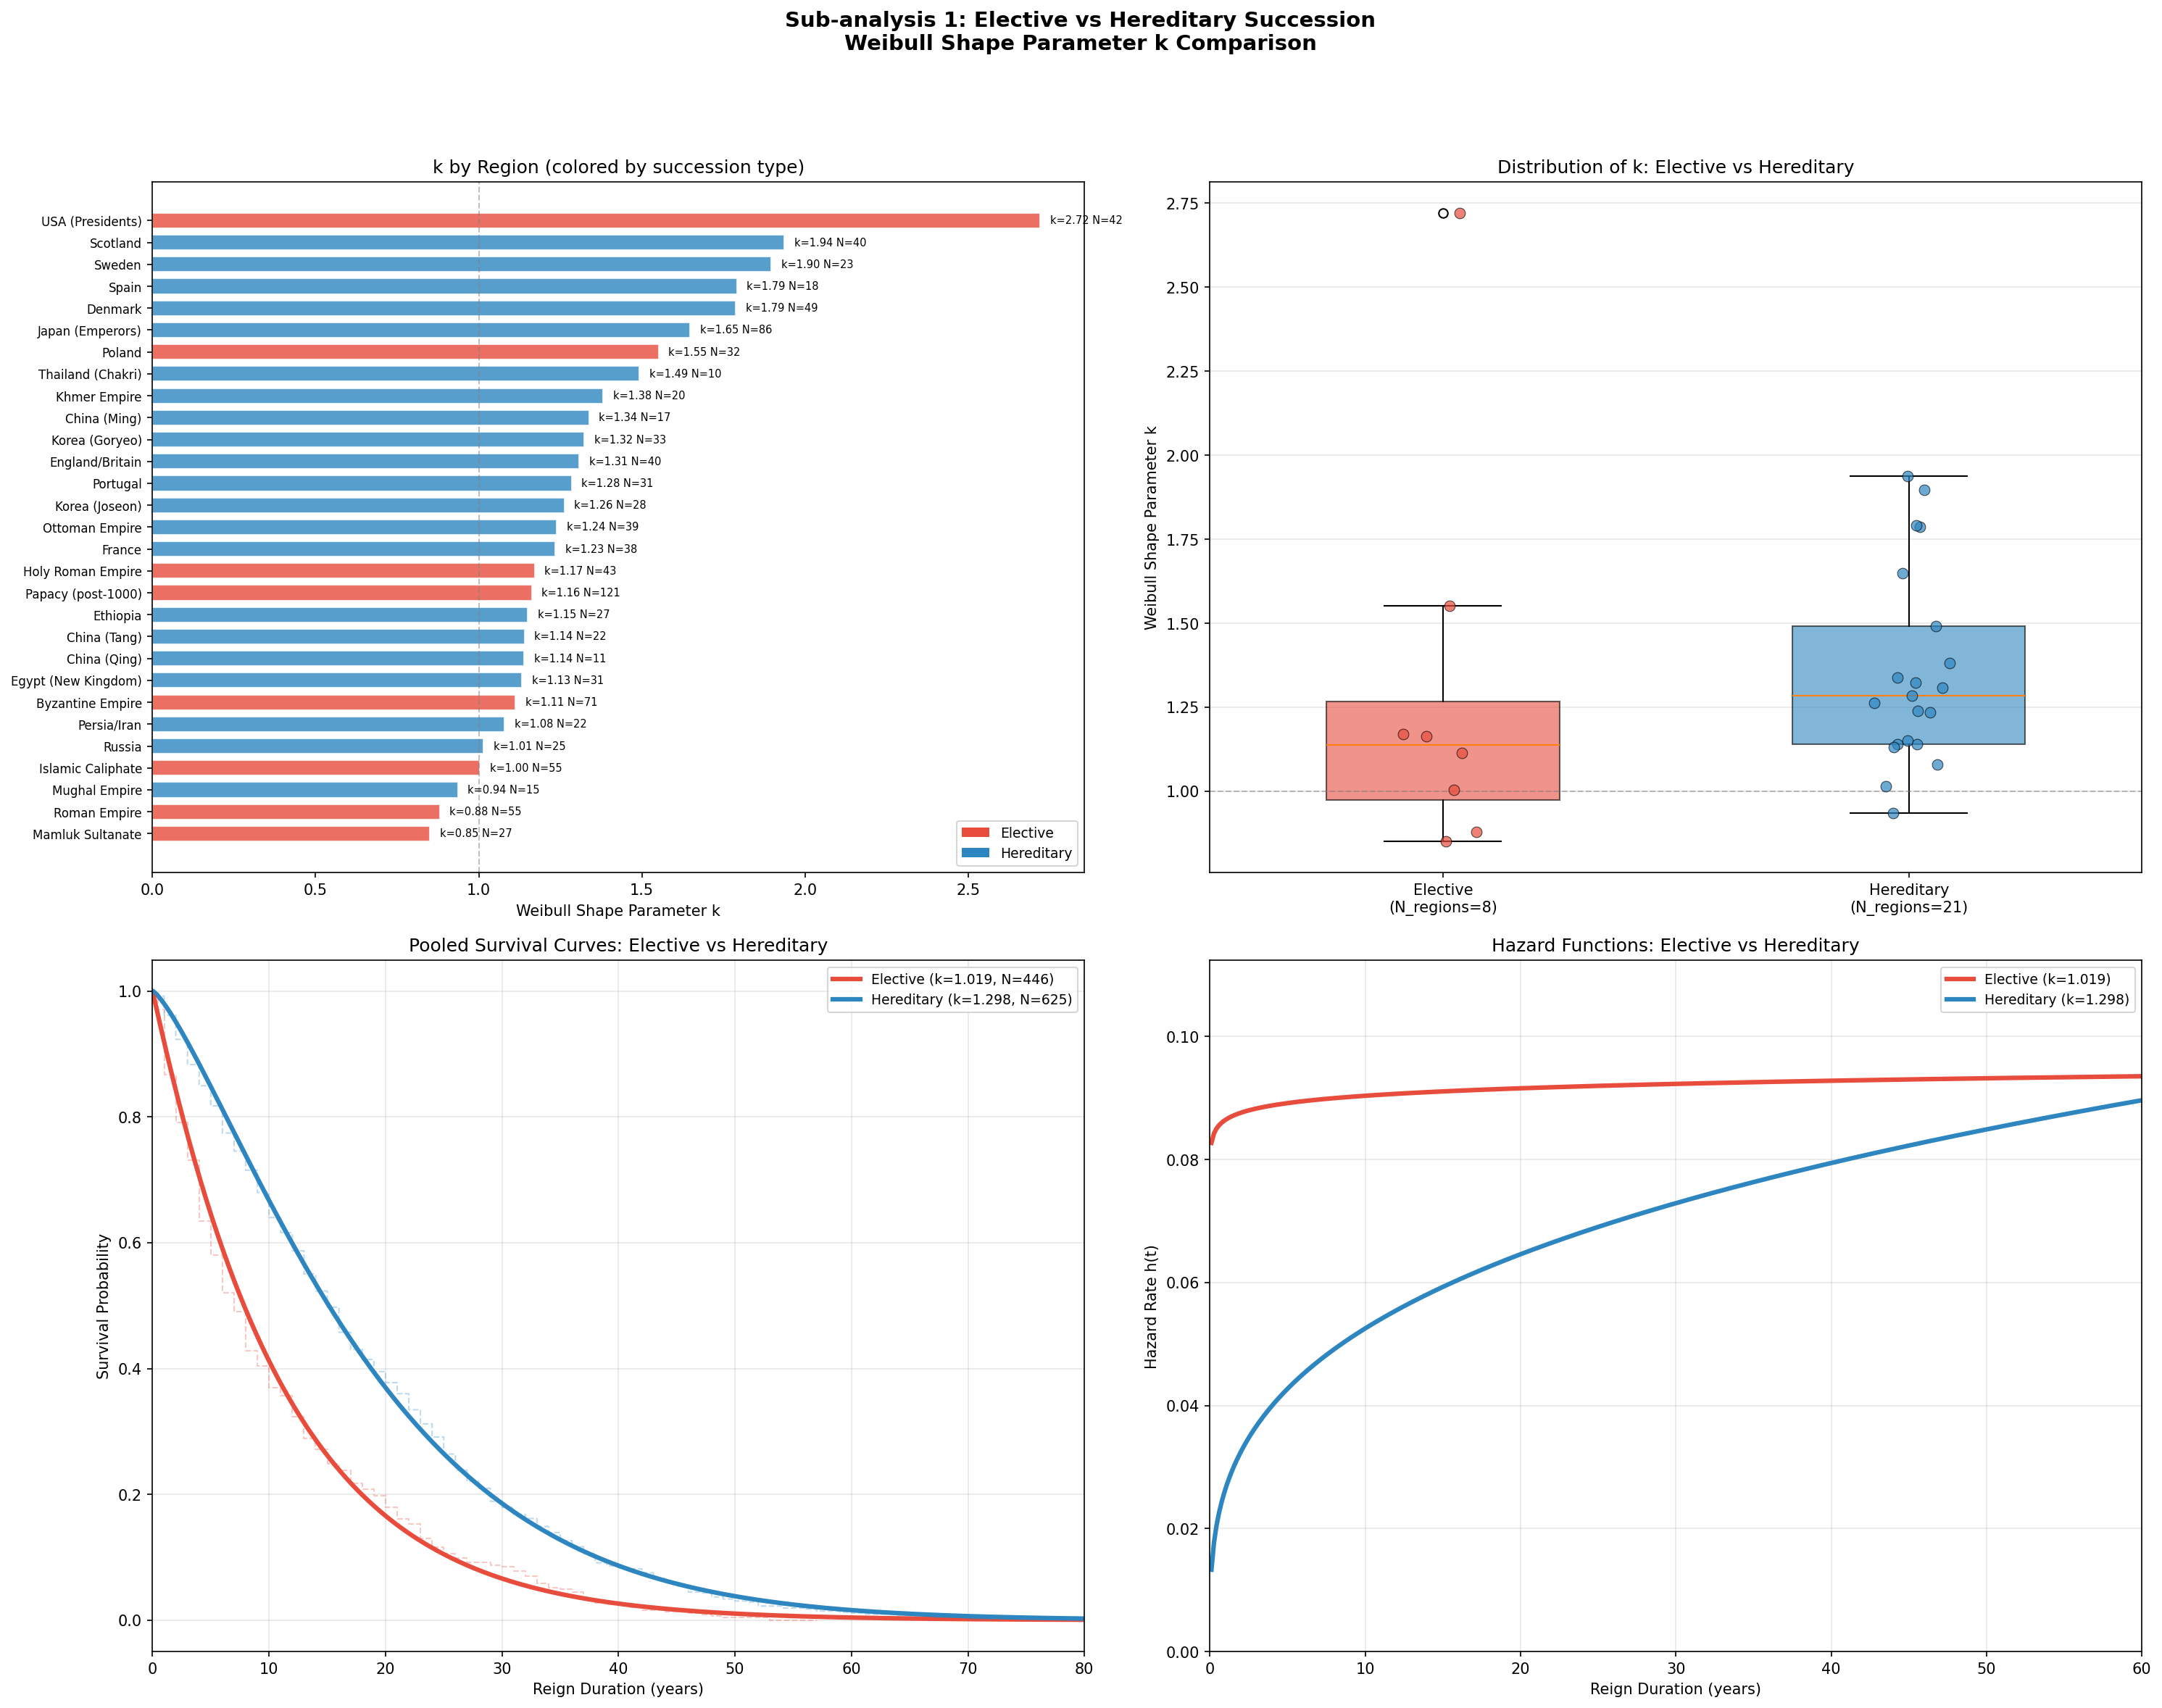 Sub-analysis 1: Elective vs Hereditary Succession
Weibull Shape Parameter k Comparison
k by Region (colored by succession type)
USA (Presidents)
k=2.72 N=42
Scotland
k=1.94 N=40
Sweden
k=1.90 N=23
Spain
k=1.79 N=18
Denmark
k=1.79 N=49
Japan (Emperors)
k=1.65 N=86
Poland
k=1.55 N=32
Thailand (Chakri)
k=1.49 N=10
Khmer Empire
k=1.38 N=20
China (Ming)
k=1.34 N=17
Korea (Goryeo)
k=1.32 N=33
England/Britain
k=1.31 N=40
Portugal
k=1.28 N=31
Korea (Joseon)
k=1.26 N=28
Ottoman Empire
k=1.24 N=39
France
k=1.23 N=38
Holy Roman Empire
k=1.17 N=43
Papacy (post-1000)
k=1.16 N=121
Ethiopia
k=1.15 N=27
China (Tang)
k=1.14 N=22
China (Qing)
k=1.14 N=11
Egypt (New Kingdom)
k=1.13 N=31
Byzantine Empire
k=1.11 N=71
Persia/Iran
k=1.08 N=22
Russia
k=1.01 N=25
Islamic Caliphate
k=1.00 N=55
Mughal Empire
k=0.94 N=15
Roman Empire
k=0.88 N=55
Mamluk Sultanate
k=0.85 N=27
Elective
Hereditary
0.0 0.5 1.0 1.5 2.0 2.5
Weibull Shape Parameter k
Distribution of k: Elective vs Hereditary
Weibull Shape Parameter k
2.75
2.50
2.25
2.00
1.75
1.50
1.25
1.00
Elective
(N_regions=8)
Hereditary
(N_regions=21)
Pooled Survival Curves: Elective vs Hereditary
Elective (k=1.019, N=446)
Hereditary (k=1.298, N=625)
Survival Probability
1.0
0.8
0.6
0.4
0.2
0.0
0 10 20 30 40 50 60 70 80
Reign Duration (years)
Hazard Functions: Elective vs Hereditary
Elective (k=1.019)
Hereditary (k=1.298)
Hazard Rate h(t)
0.10
0.08
0.06
0.04
0.02
0.00
0 10 20 30 40 50 60
Reign Duration (years)